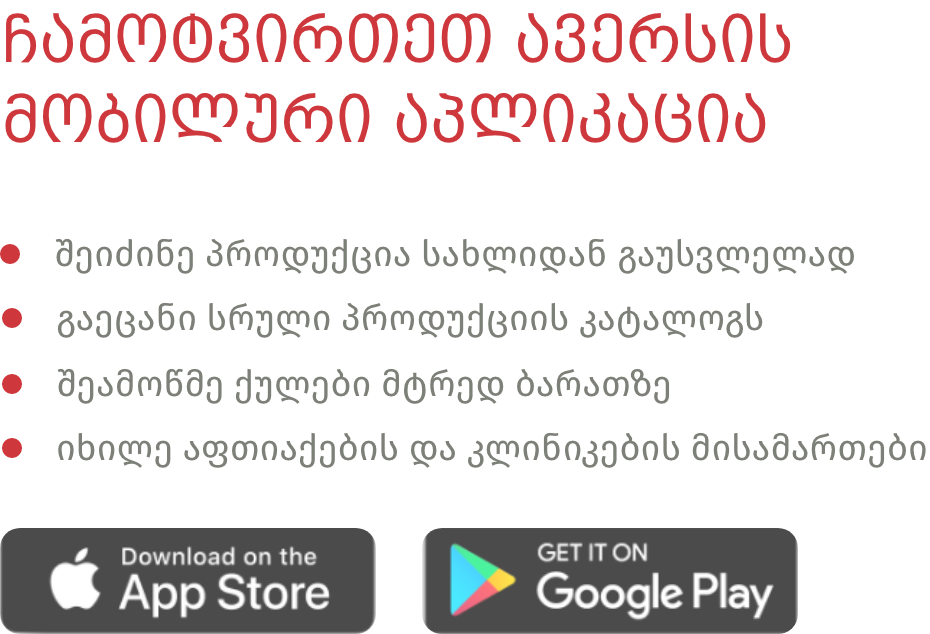 ჩამოტვირთეთ ავერსის
მობილური აპლიკაცია
შეიძინე პროდუქცია სახლიდან გაუსვლელად
გაეცანი სრული პროდუქციის კატალოგს
შეამოწმე ქულები მტრედ ბარათზე
იხილე აფთიაქების და კლინიკების მისამართები
Download on the
App Store
GET IT ON
Google Play